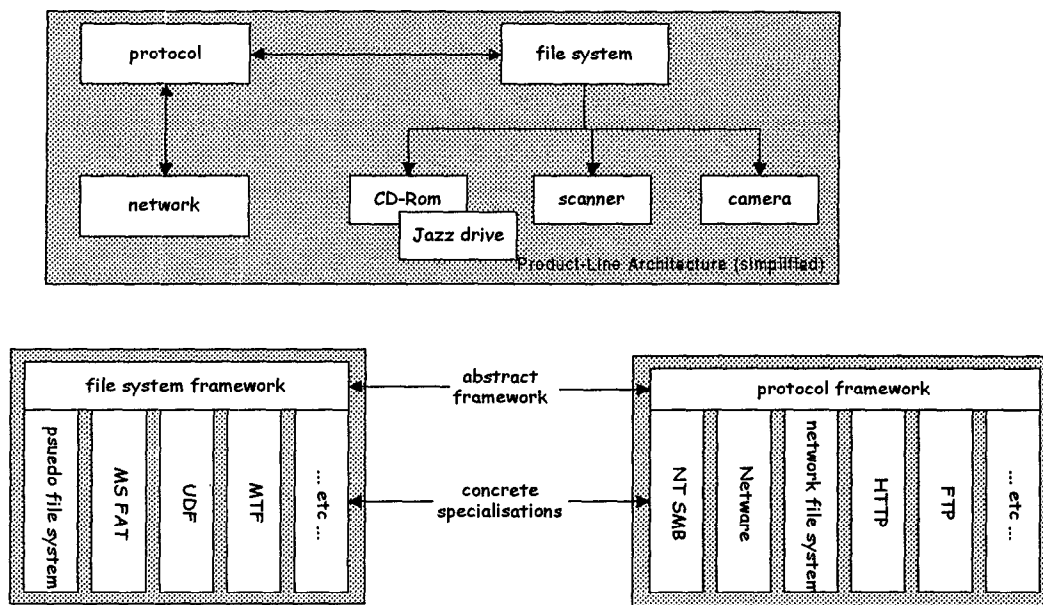 protocol
file system
network
CD-Rom
scanner
camera
Jazz drive
Product-Line Architecture (simplified)
file system framework
abstract
framework
protocol framework
psuedo file system
MS FAT
UDF
MTF
... etc ...
concrete
specialisations
NT SMB
Netware
network file system
HTTP
FTP
... etc ...